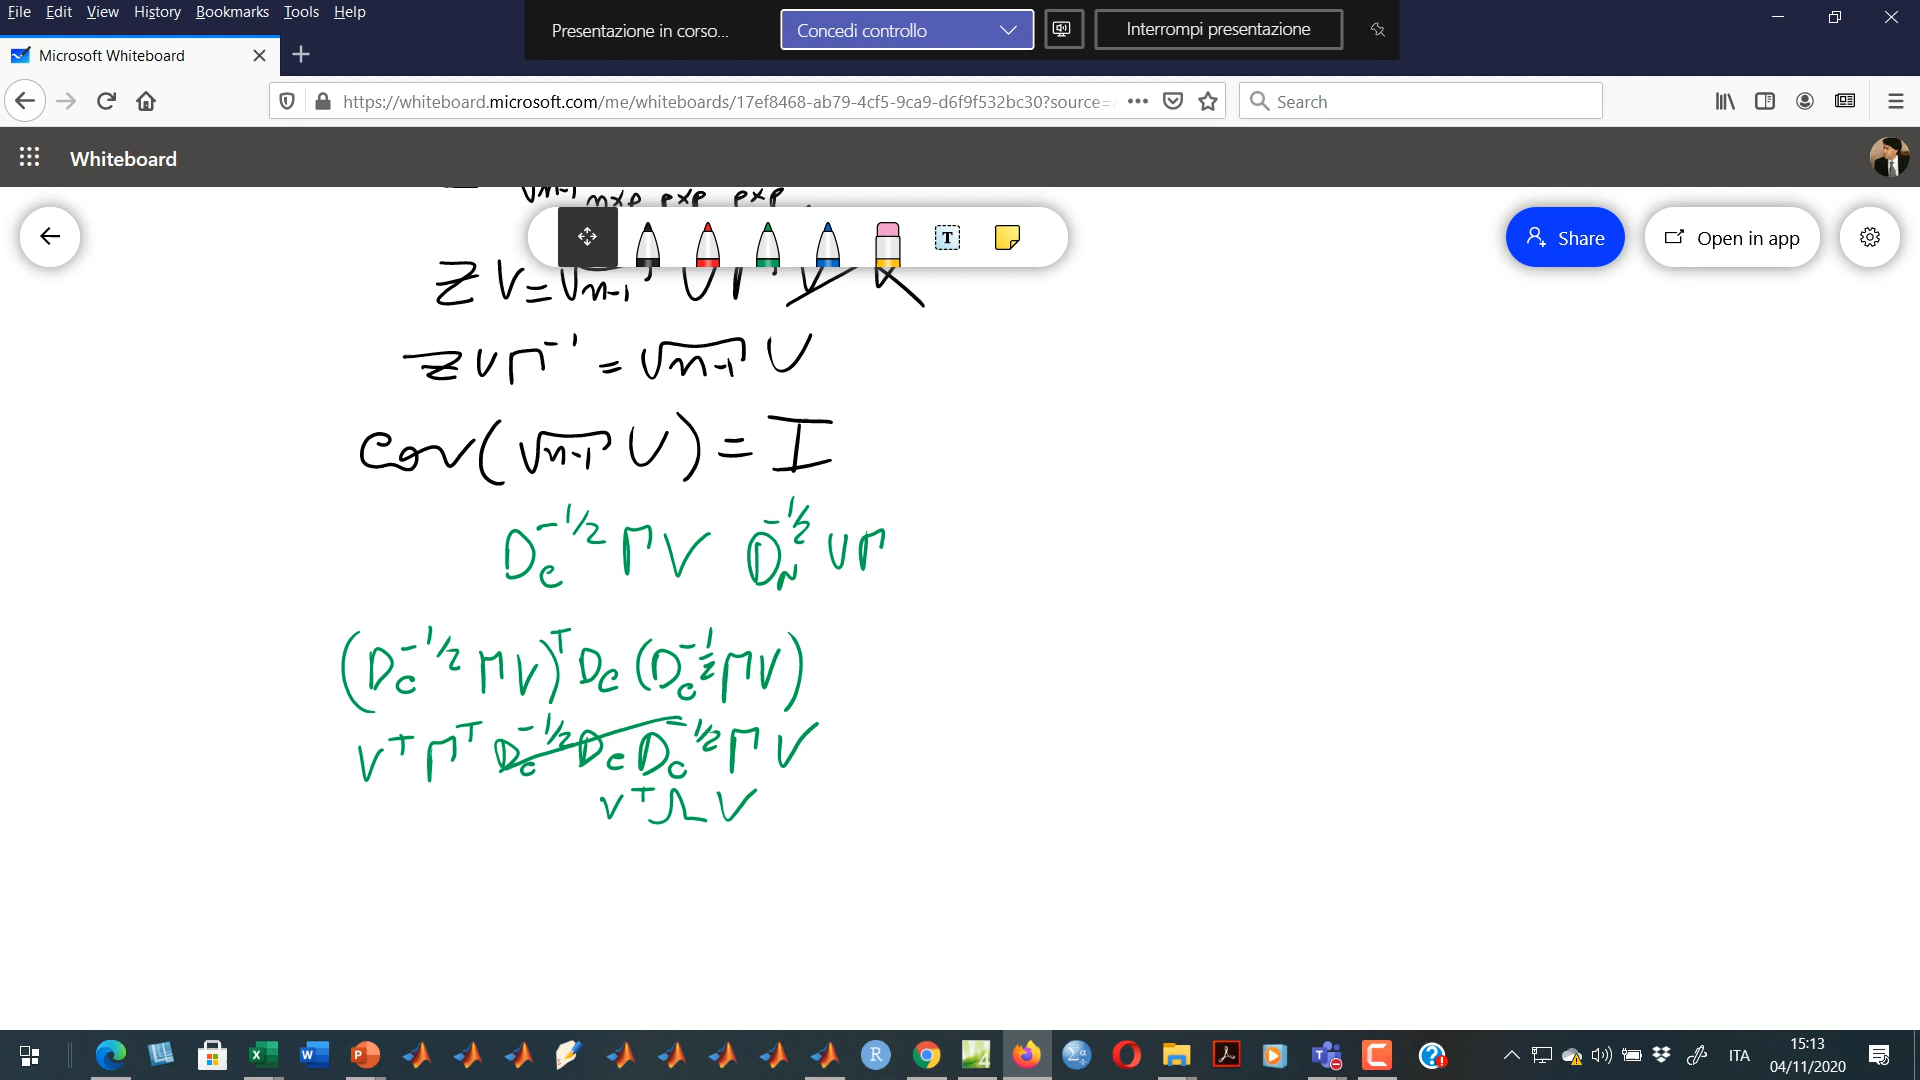 File Edit View History Bookmarks Tools Help
Presentazione in corso...
Concedi controllo
Interrompi presentazione
Microsoft Whiteboard
https://whiteboard.microsoft.com/me/whiteboards/17ef8468-ab79-4cf5-9ca9-d6f9f532bc30?source=
Search
Whiteboard
Share
Open in app
Z V = √n-1 U Γ
Z V Γ⁻¹ = √n-1 U
Cov(√n-1 U) = I
D_c^{-1/2} Γ V D_r^{-1/2} U Γ
(D_c^{-1/2} Γ V)^T D_c (D_c^{-1/2} Γ V)
V^T Γ^T D_c^{-1/2} D_c D_c^{-1/2} Γ V
V^T Λ V
ITA
15:13
04/11/2020